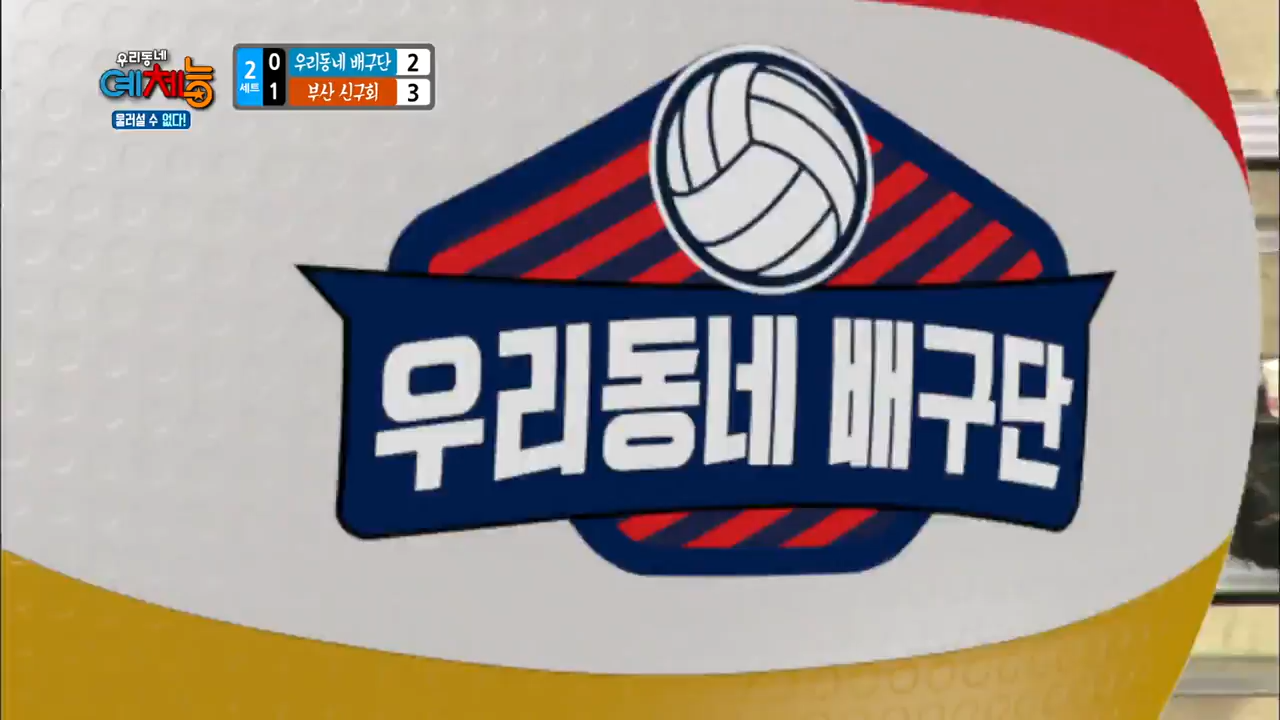 우리동네
예체능
물러설 수 없다!
2 세트
0 우리동네 배구단 2
1 부산 신구회 3
우리동네 배구단